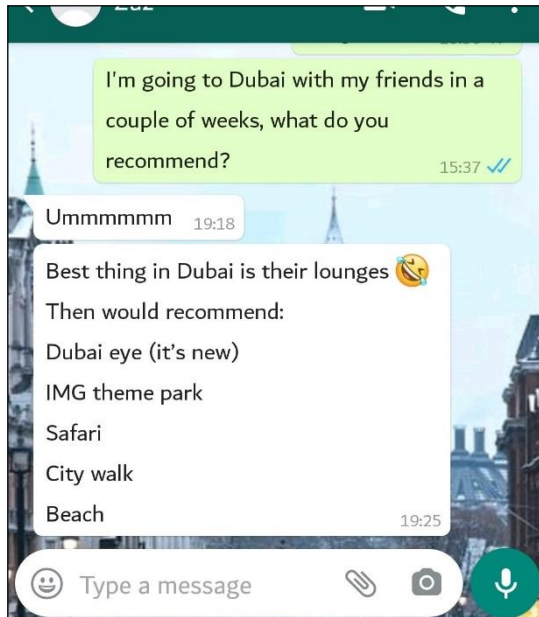 I'm going to Dubai with my friends in a
couple of weeks, what do you
recommend?
15:37
Ummmmmm 19:18
Best thing in Dubai is their lounges 🤣
Then would recommend:
Dubai eye (it's new)
IMG theme park
Safari
City walk
Beach
19:25
Type a message